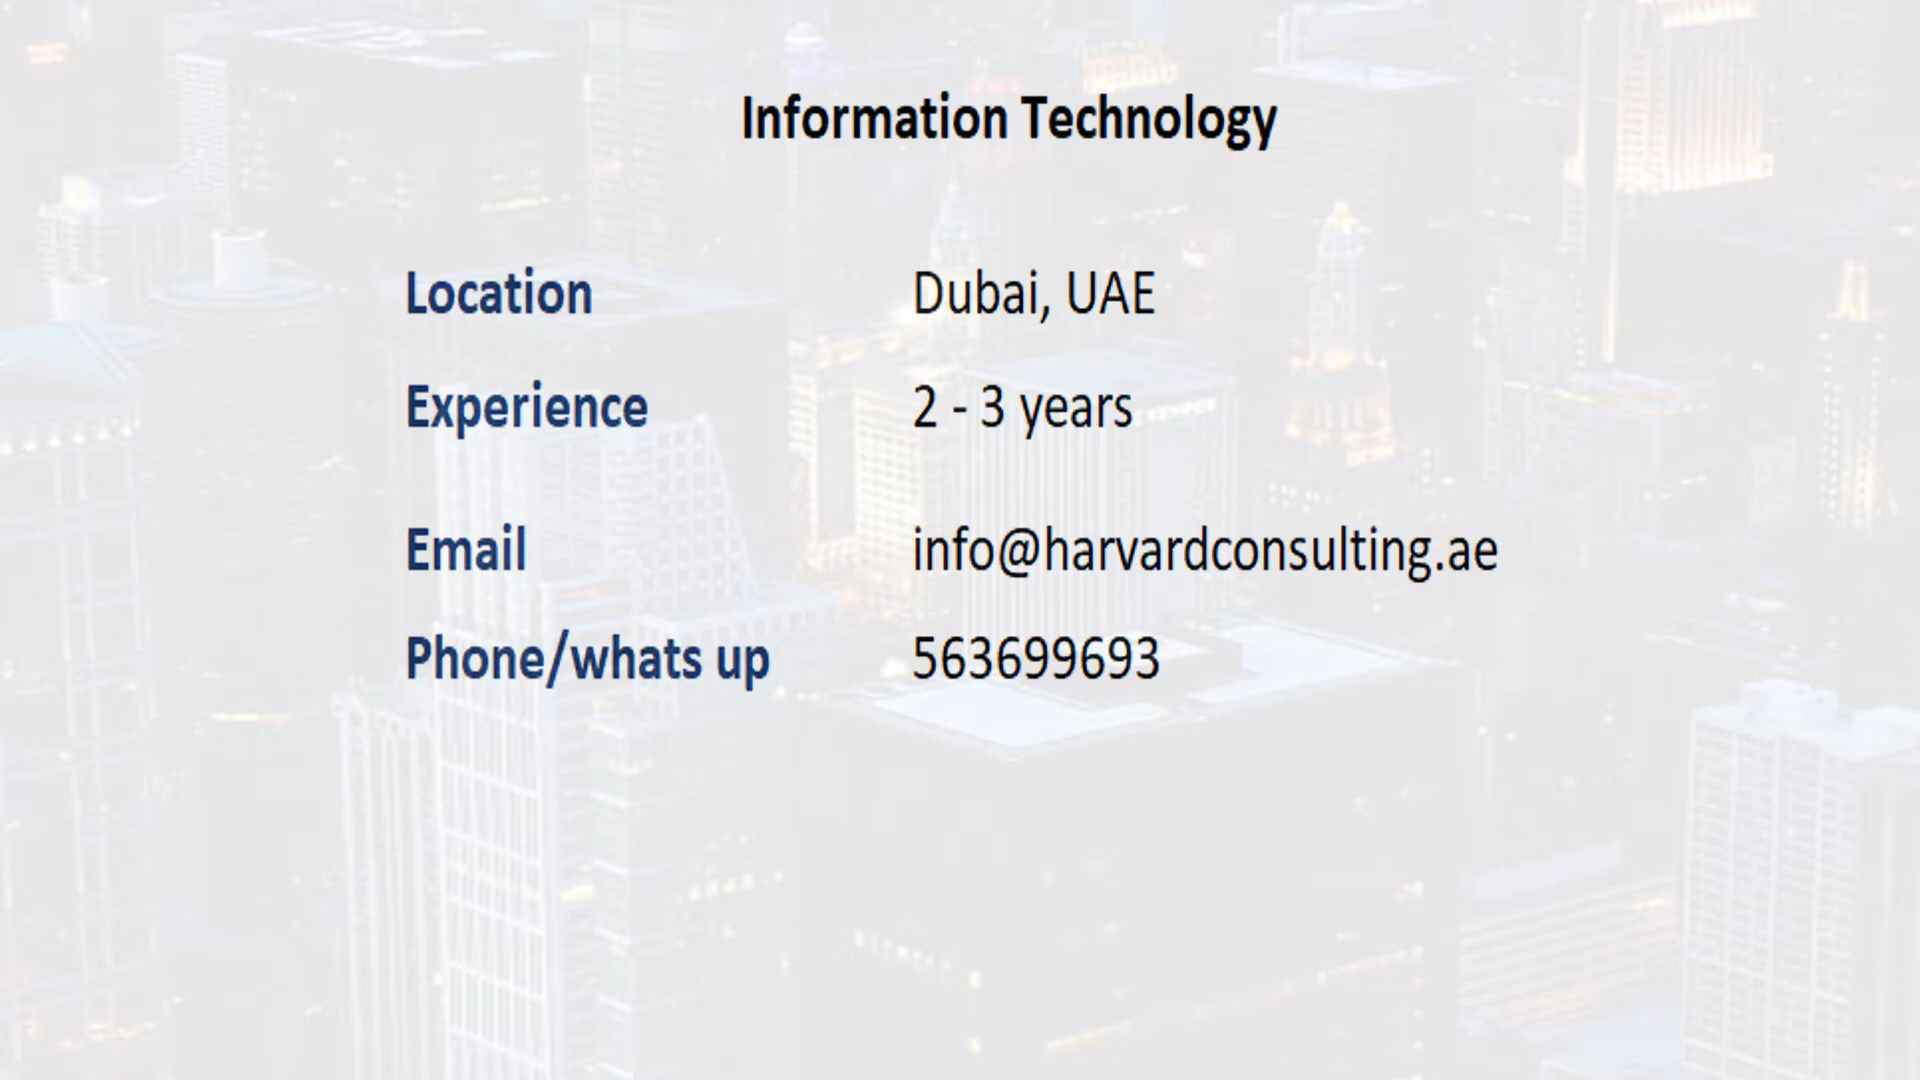 Information Technology
Location Dubai, UAE
Experience 2 - 3 years
Email info@harvardconsulting.ae
Phone/whats up 563699693